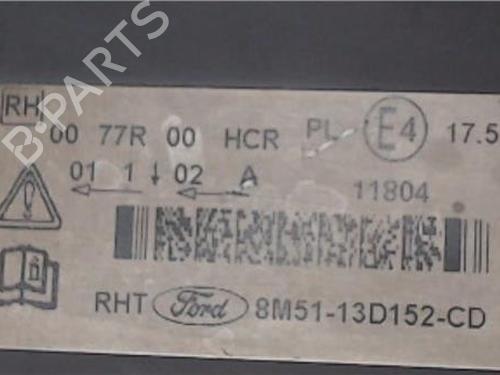 RH
00 77R 00 HCR PL E4 17.5
01 1 ↓ 02 A
11804
RHT Ford 8M51-13D152-CD
B-PARTS